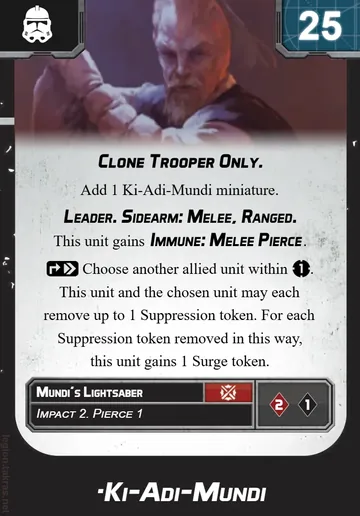 25
CLONE TROOPER ONLY.
Add 1 Ki-Adi-Mundi miniature.
LEADER. SIDEARM: MELEE, RANGED.
This unit gains IMMUNE: MELEE PIERCE.
Choose another allied unit within 1.
This unit and the chosen unit may each
remove up to 1 Suppression token. For each
Suppression token removed in this way,
this unit gains 1 Surge token.
MUNDI´S LIGHTSABER
IMPACT 2. PIERCE 1
2 1
·KI-ADI-MUNDI
legion.takras.net